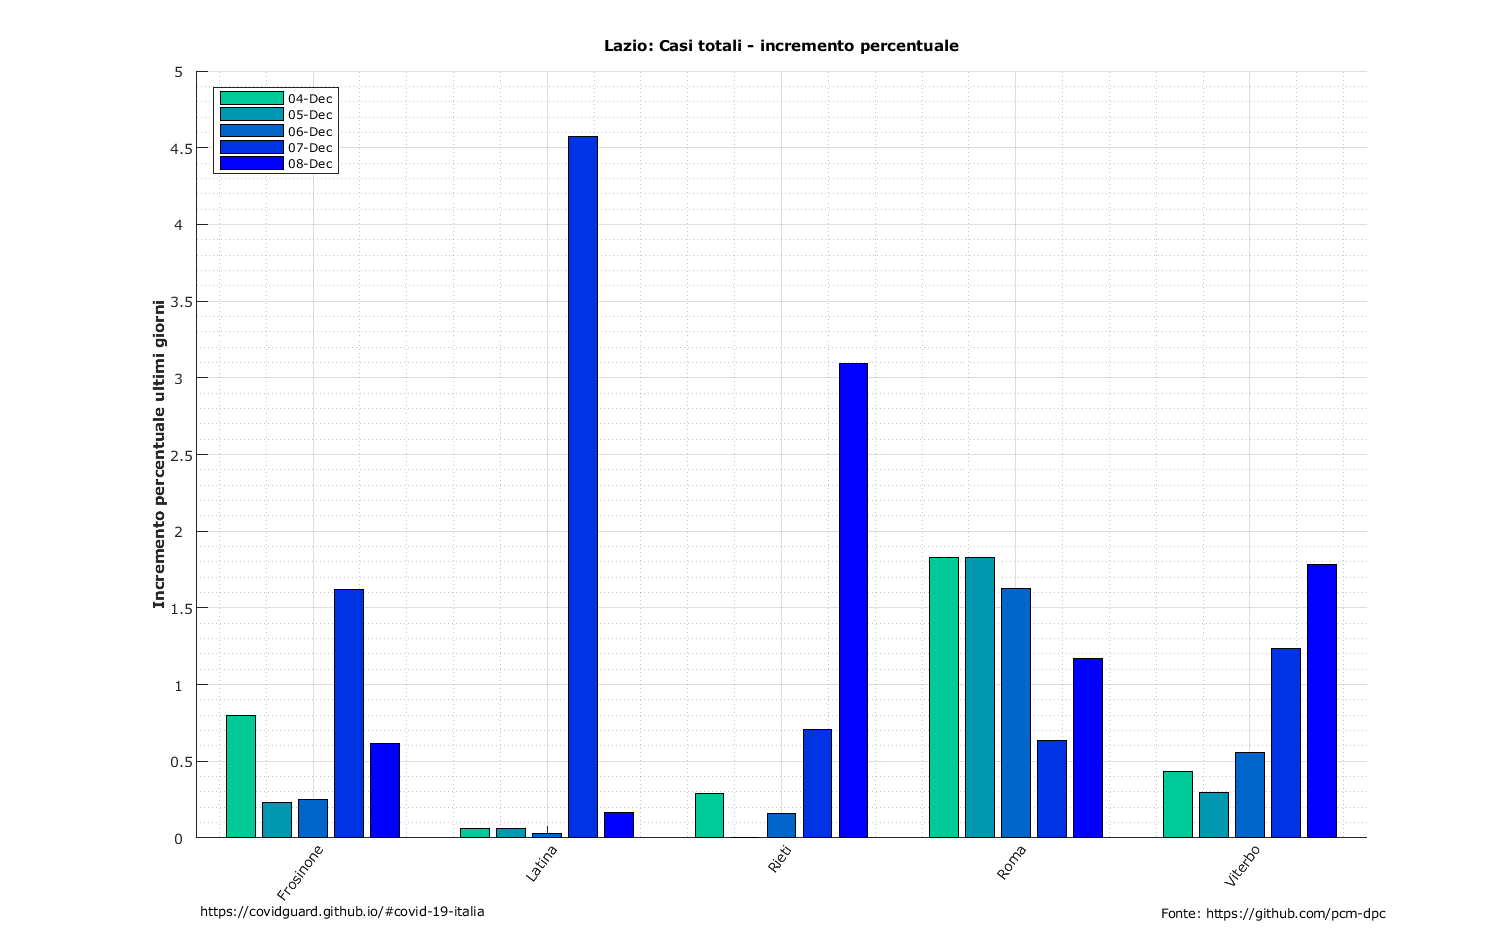 Lazio: Casi totali - incremento percentuale
5
4.5
4
3.5
3
2.5
2
1.5
1
0.5
0
04-Dec
05-Dec
06-Dec
07-Dec
08-Dec
Incremento percentuale ultimi giorni
Frosinone
Latina
Rieti
Roma
Viterbo
https://covidguard.github.io/#covid-19-italia
Fonte: https://github.com/pcm-dpc